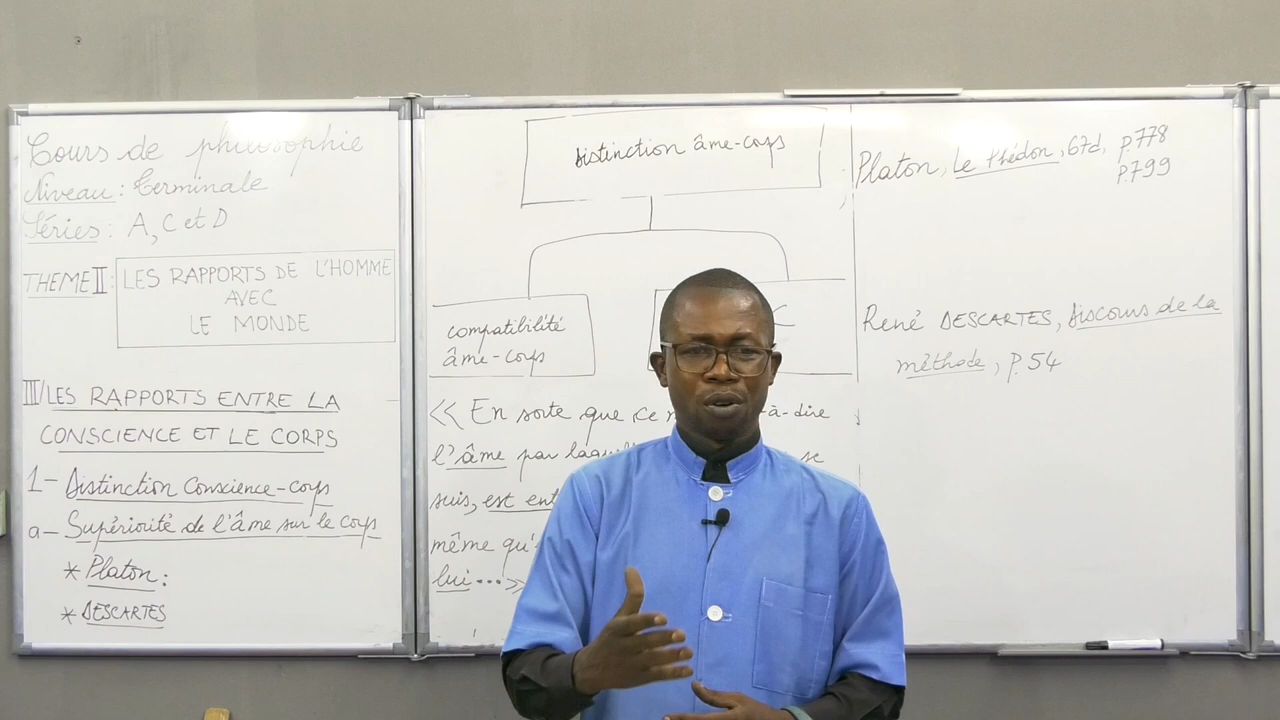 Cours de philosophie
Niveau : Terminale
Séries : A, C et D
THEME II :
LES RAPPORTS DE L'HOMME
AVEC
LE MONDE
III/ LES RAPPORTS ENTRE LA
CONSCIENCE ET LE CORPS
1- Distinction Conscience-corps
a- Supériorité de l'âme sur le corps
* Platon :
* DESCARTES
Distinction âme-corps
compatibilité
âme-corps
<< En sorte que ce à-dire
l'âme par se
suis, est
même
lui...>>
Platon, Le Phédon, 67d, p.778
p.799
René DESCARTES, Discours de la
méthode, p.54